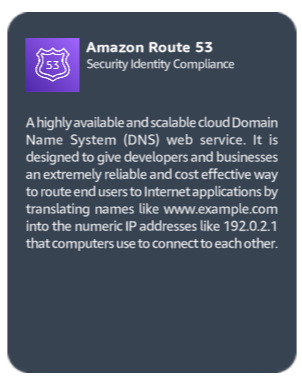 53
Amazon Route 53
Security Identity Compliance
A highly available and scalable cloud Domain
Name System (DNS) web service. It is
designed to give developers and businesses
an extremely reliable and cost effective way
to route end users to Internet applications by
translating names like www.example.com
into the numeric IP addresses like 192.0.2.1
that computers use to connect to each other.